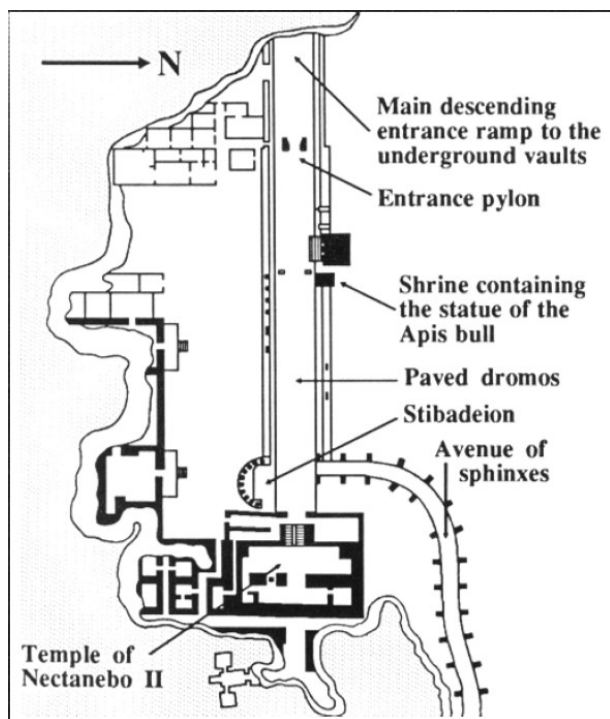 N
Main descending
entrance ramp to the
underground vaults
Entrance pylon
Shrine containing
the statue of the
Apis bull
Paved dromos
Stibadeion
Avenue of
sphinxes
Temple of
Nectanebo II